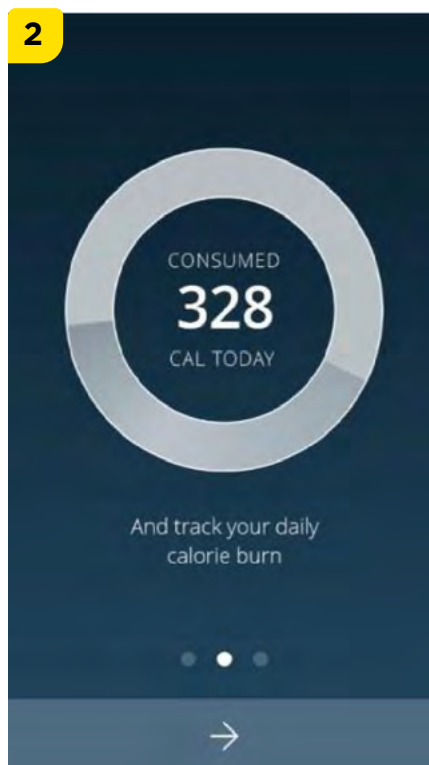 2
CONSUMED
328
CAL TODAY
And track your daily
calorie burn